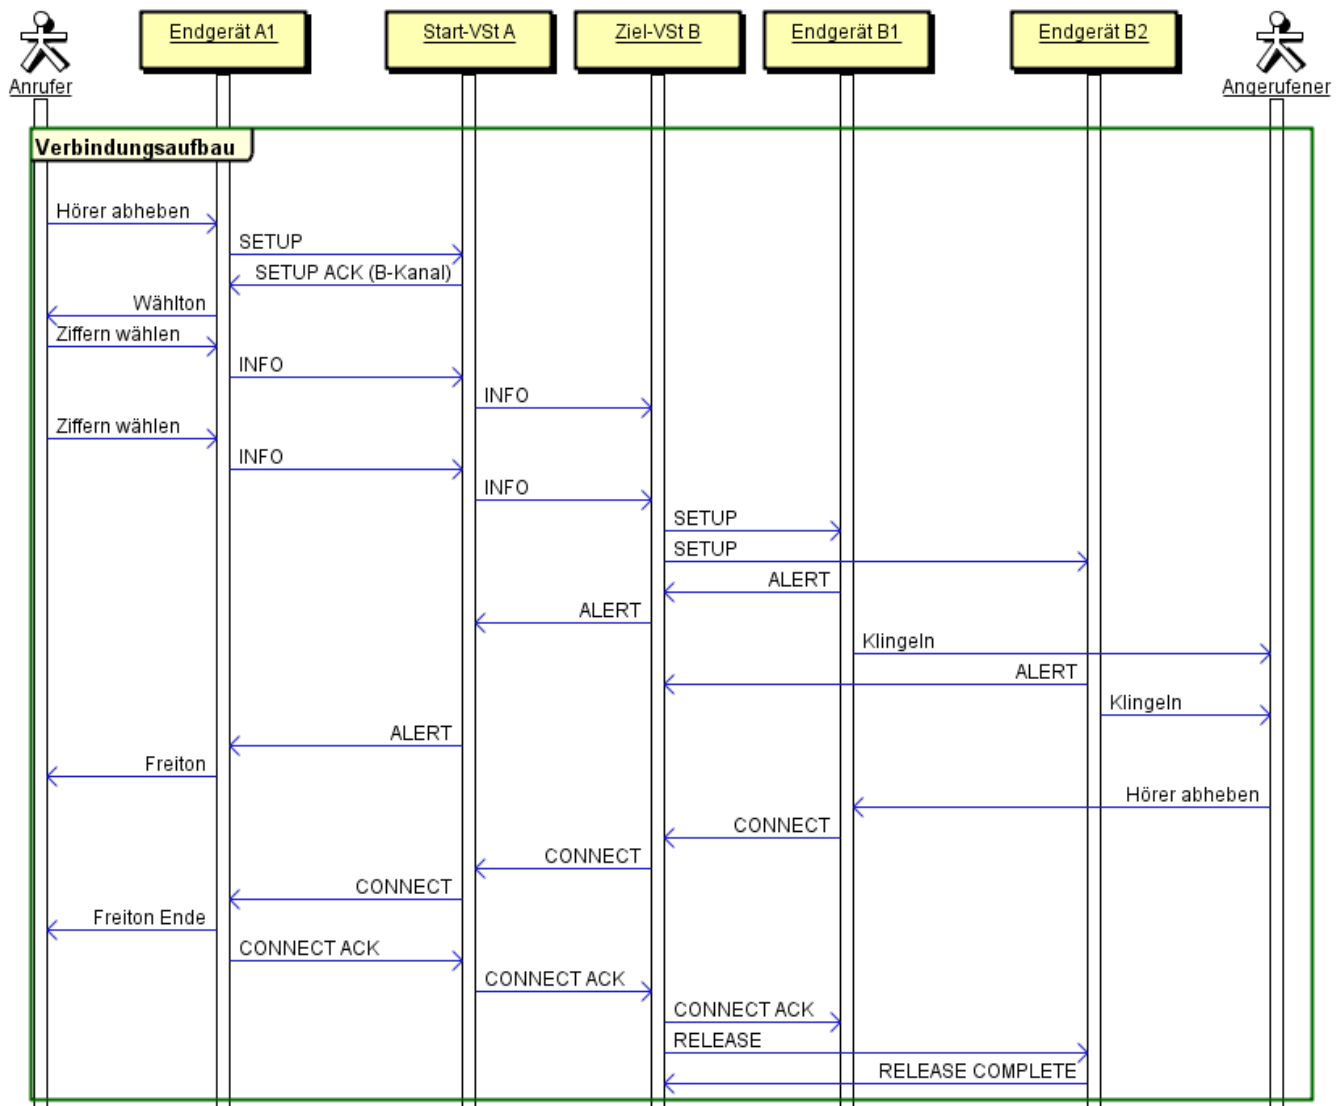 Endgerät A1
Start-VSt A
Ziel-VSt B
Endgerät B1
Endgerät B2
Anrufer
Angerufener
Verbindungsaufbau
Hörer abheben
SETUP
SETUP ACK (B-Kanal)
Wählton
Ziffern wählen
INFO
INFO
Ziffern wählen
INFO
INFO
SETUP
SETUP
ALERT
ALERT
Klingeln
ALERT
Klingeln
ALERT
Freiton
Hörer abheben
CONNECT
CONNECT
CONNECT
Freiton Ende
CONNECT ACK
CONNECT ACK
CONNECT ACK
RELEASE
RELEASE COMPLETE